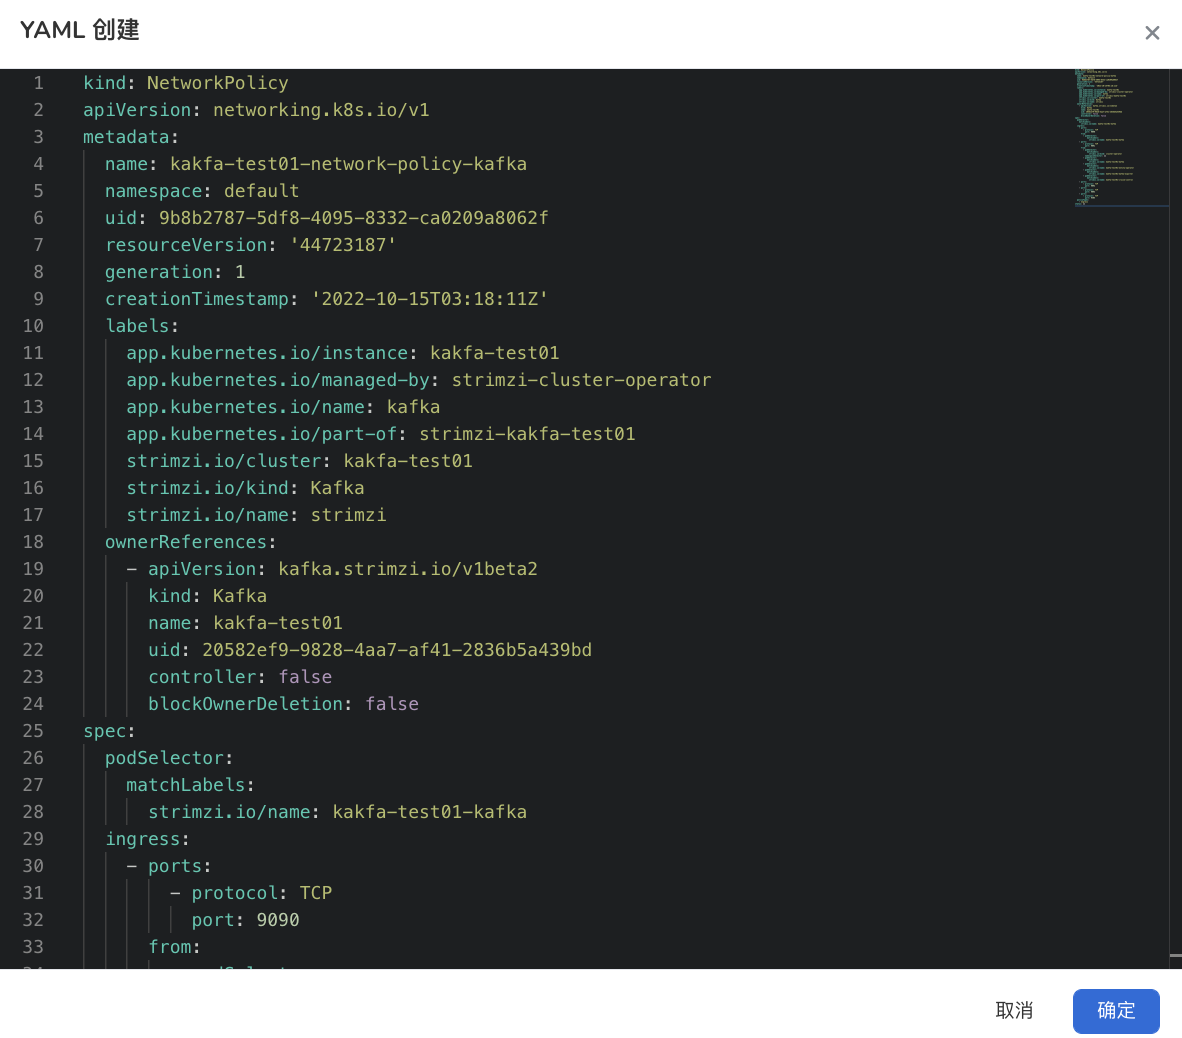 YAML 创建
1 kind: NetworkPolicy
2 apiVersion: networking.k8s.io/v1
3 metadata:
4 name: kakfa-test01-network-policy-kafka
5 namespace: default
6 uid: 9b8b2787-5df8-4095-8332-ca0209a8062f
7 resourceVersion: '44723187'
8 generation: 1
9 creationTimestamp: '2022-10-15T03:18:11Z'
10 labels:
11 app.kubernetes.io/instance: kakfa-test01
12 app.kubernetes.io/managed-by: strimzi-cluster-operator
13 app.kubernetes.io/name: kafka
14 app.kubernetes.io/part-of: strimzi-kakfa-test01
15 strimzi.io/cluster: kakfa-test01
16 strimzi.io/kind: Kafka
17 strimzi.io/name: strimzi
18 ownerReferences:
19 - apiVersion: kafka.strimzi.io/v1beta2
20 kind: Kafka
21 name: kakfa-test01
22 uid: 20582ef9-9828-4aa7-af41-2836b5a439bd
23 controller: false
24 blockOwnerDeletion: false
25 spec:
26 podSelector:
27 matchLabels:
28 strimzi.io/name: kakfa-test01-kafka
29 ingress:
30 - ports:
31 - protocol: TCP
32 port: 9090
33 from:
取消 确定